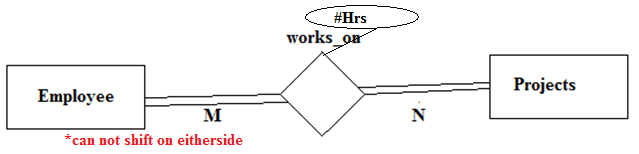 #Hrs
works_on
Employee
Projects
M
N
*can not shift on eitherside